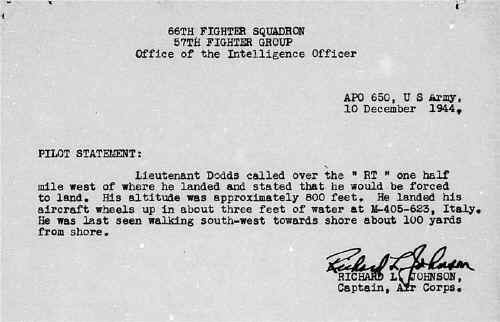 66TH FIGHTER SQUADRON
57TH FIGHTER GROUP
Office of the Intelligence Officer
APO 650, U S Army,
10 December 1944.
PILOT STATEMENT:
Lieutenant Dodds called over the " RT " one half
mile west of where he landed and stated that he would be forced
to land. His altitude was approximately 800 feet. He landed his
aircraft wheels up in about three feet of water at M-405-623, Italy.
He was last seen walking south-west towards shore about 100 yards
from shore.
Richard L. Johnson
RICHARD L. JOHNSON,
Captain, Air Corps.